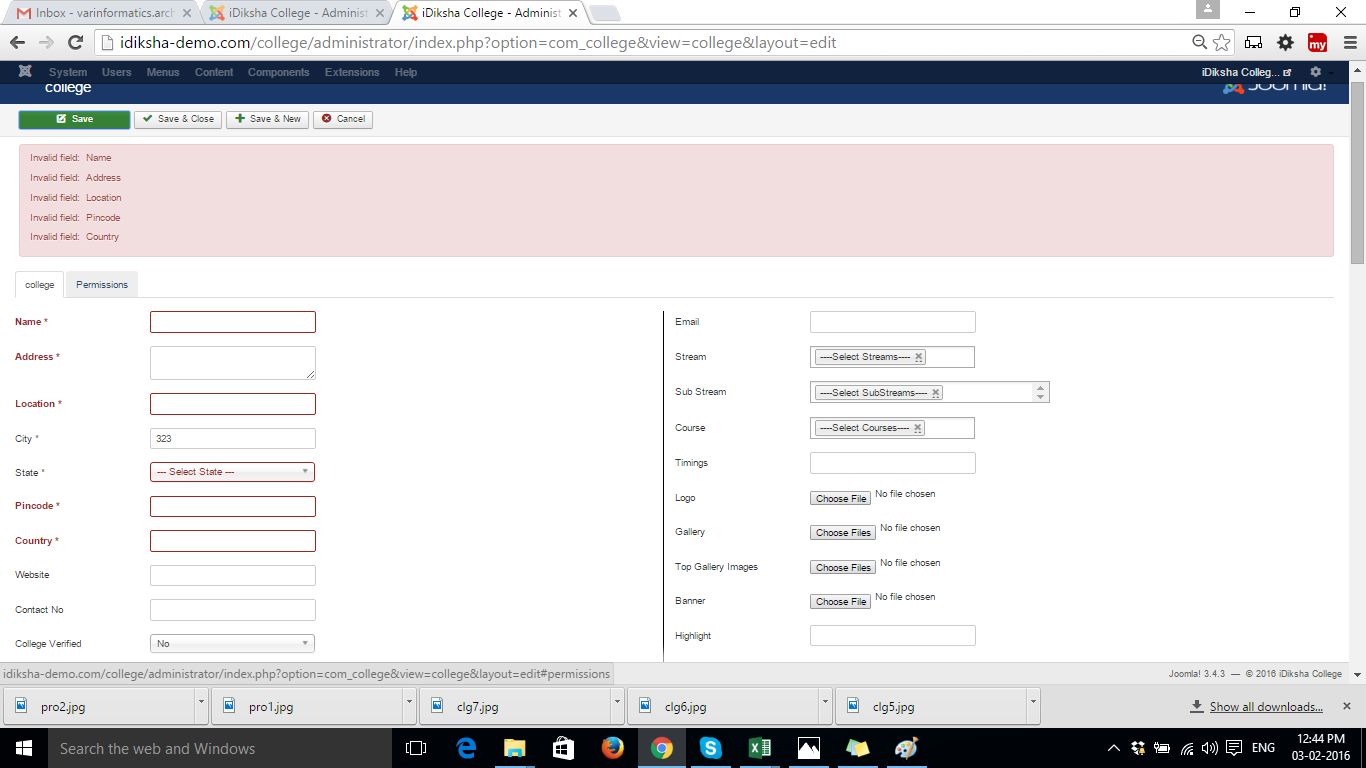 Inbox - varinformatics.arch
iDiksha College - Administ
iDiksha College - Administ
idiksha-demo.com/college/administrator/index.php?option=com_college&view=college&layout=edit
my
System Users Menus Content Components Extensions Help
iDiksha Colleg...
college
Joomla!
Save
Save & Close
Save & New
Cancel
Invalid field: Name
Invalid field: Address
Invalid field: Location
Invalid field: Pincode
Invalid field: Country
college
Permissions
Name *
Address *
Location *
City * 323
State * --- Select State ---
Pincode *
Country *
Website
Contact No
College Verified No
Email
Stream ----Select Streams----
Sub Stream ----Select SubStreams----
Course ----Select Courses----
Timings
Logo Choose File No file chosen
Gallery Choose Files No file chosen
Top Gallery Images Choose Files No file chosen
Banner Choose File No file chosen
Highlight
idiksha-demo.com/college/administrator/index.php?option=com_college&view=college&layout=edit#permissions
Joomla! 3.4.3 — © 2016 iDiksha College
pro2.jpg
pro1.jpg
clg7.jpg
clg6.jpg
clg5.jpg
Show all downloads...
Search the web and Windows
ENG
12:44 PM
03-02-2016